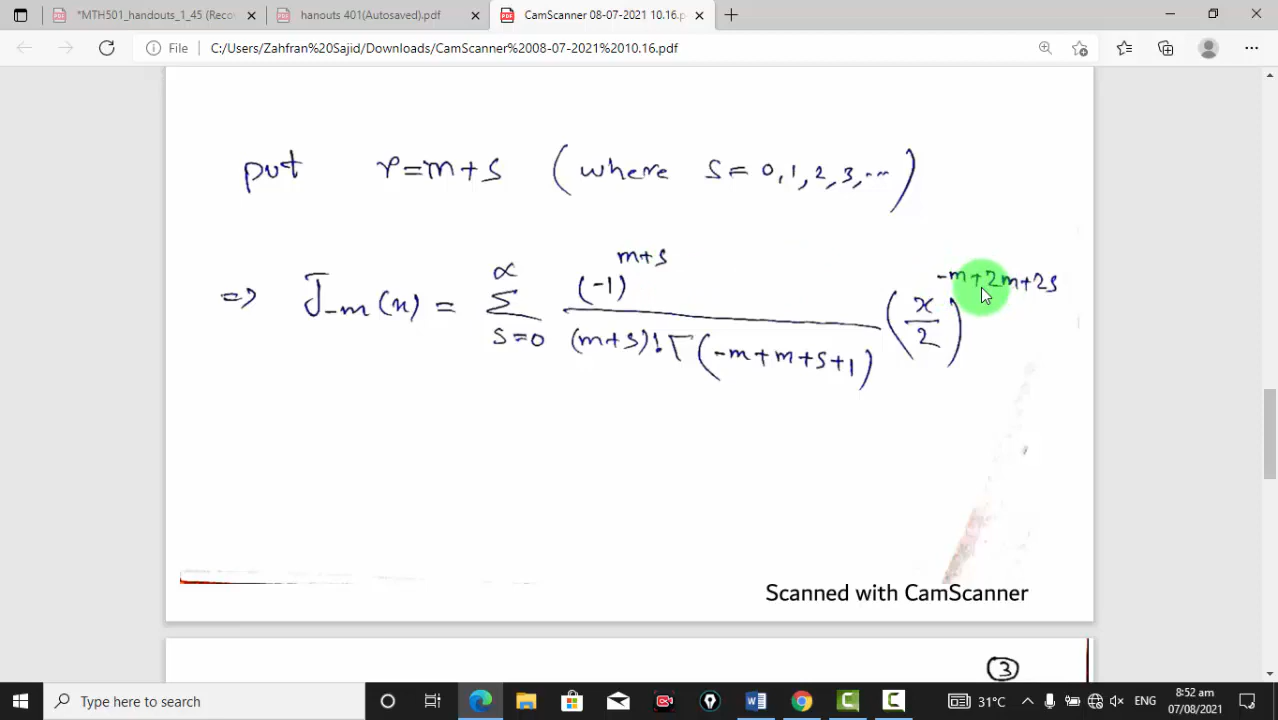 *MTH501_handouts_1_45 (Reco
hanouts 401(Autosaved).pdf
CamScanner 08-07-2021 10.16.p
File
C:/Users/Zahfran%20Sajid/Downloads/CamScanner%2008-07-2021%2010.16.pdf
put r=m+s (where s= 0,1,2,3,...)
=> J_{-m}(x) = ∑_{s=0}^{∝} (-1)^{m+s} / (m+s)! Γ(-m+m+s+1) (x/2)^{-m+2m+2s}
Scanned with CamScanner
3
Type here to search
31°C
ENG
8:52 am
07/08/2021